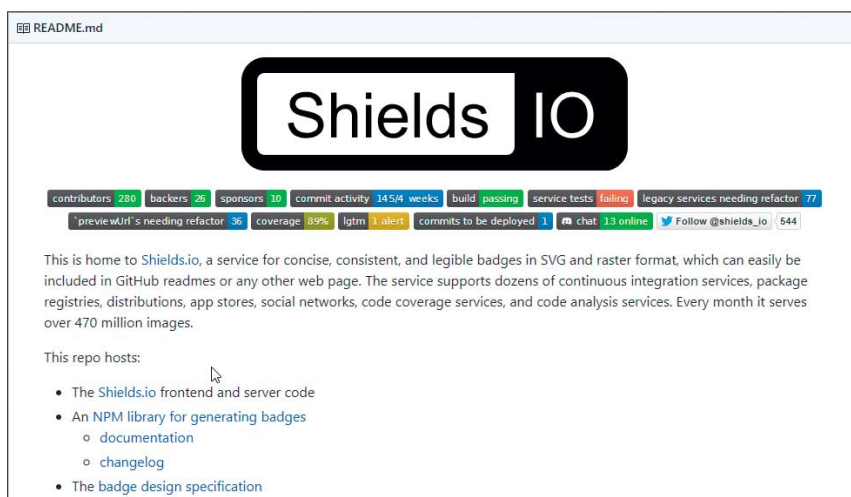 README.md
Shields IO
contributors 280 backers 26 sponsors 10 commit activity 145/4 weeks build passing service tests failing legacy services needing refactor 77
`previewUrl`s needing refactor 36 coverage 89% lgtm 1 alert commits to be deployed 1 chat 13 online Follow @shields_io 544
This is home to Shields.io, a service for concise, consistent, and legible badges in SVG and raster format, which can easily be
included in GitHub readmes or any other web page. The service supports dozens of continuous integration services, package
registries, distributions, app stores, social networks, code coverage services, and code analysis services. Every month it serves
over 470 million images.
This repo hosts:
• The Shields.io frontend and server code
• An NPM library for generating badges
◦ documentation
◦ changelog
• The badge design specification